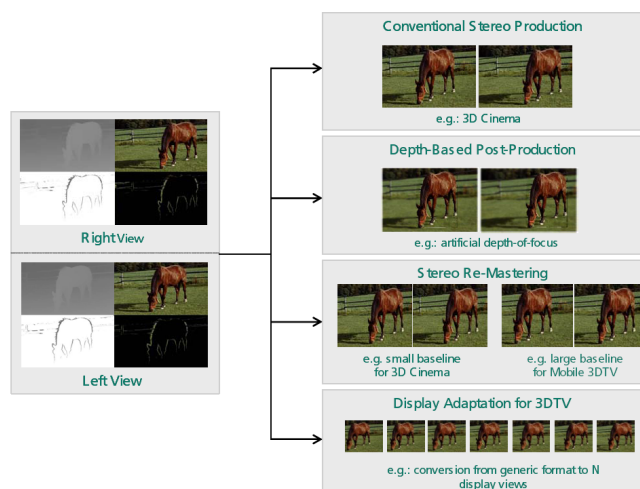 Conventional Stereo Production
e.g.: 3D Cinema
Depth-Based Post-Production
e.g.: artificial depth-of-focus
Right View
Left View
Stereo Re-Mastering
e.g. small baseline
for 3D Cinema
e.g. large baseline
for Mobile 3DTV
Display Adaptation for 3DTV
e.g.: conversion from generic format to N
display views